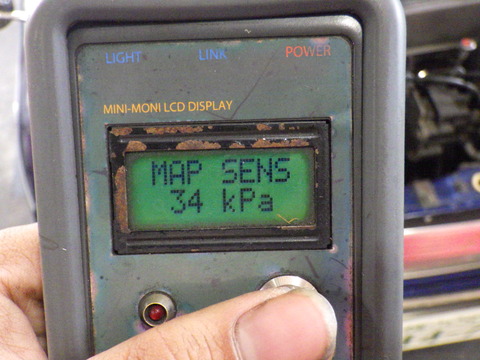 LIGHT LINK POWER
MINI-MONI LCD DISPLAY
MAP SENS
34 kPa